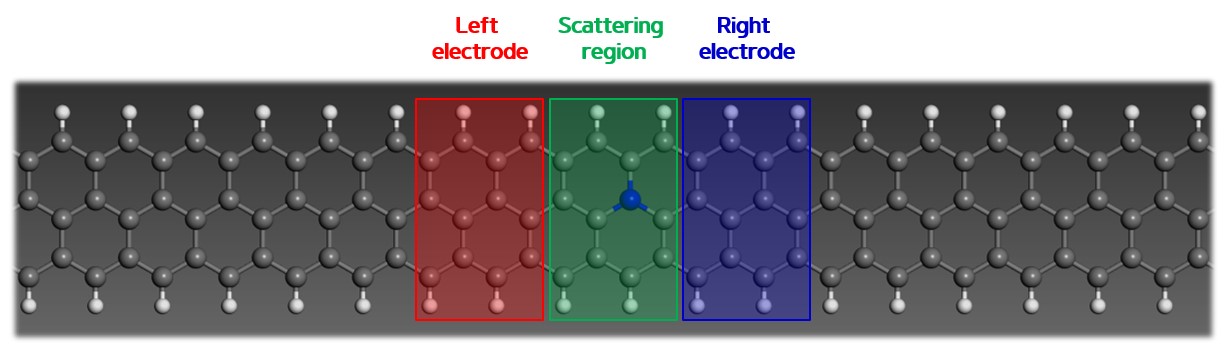 Left
electrode
Scattering
region
Right
electrode